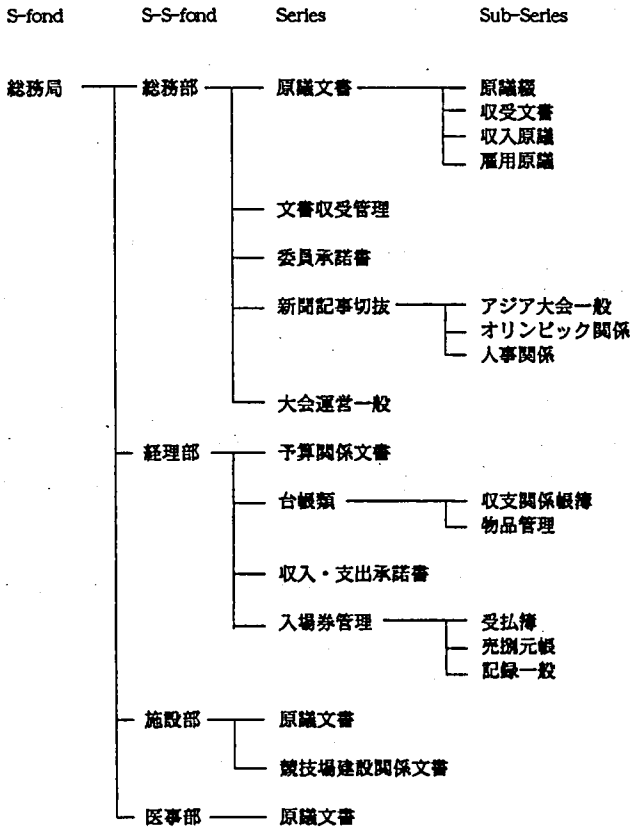 S-fond S-S-fond Series Sub-Series
総務局 総務部 原議文書 原議綴
収受文書
収入原議
雇用原議
文書収受管理
委員承諾書
新聞記事切抜 アジア大会一般
オリンピック関係
人事関係
大会運営一般
経理部 予算関係文書
台帳類 収支関係帳簿
物品管理
収入・支出承諾書
入場券管理 受払簿
売捌元帳
記録一般
施設部 原議文書
競技場建設関係文書
医事部 原議文書